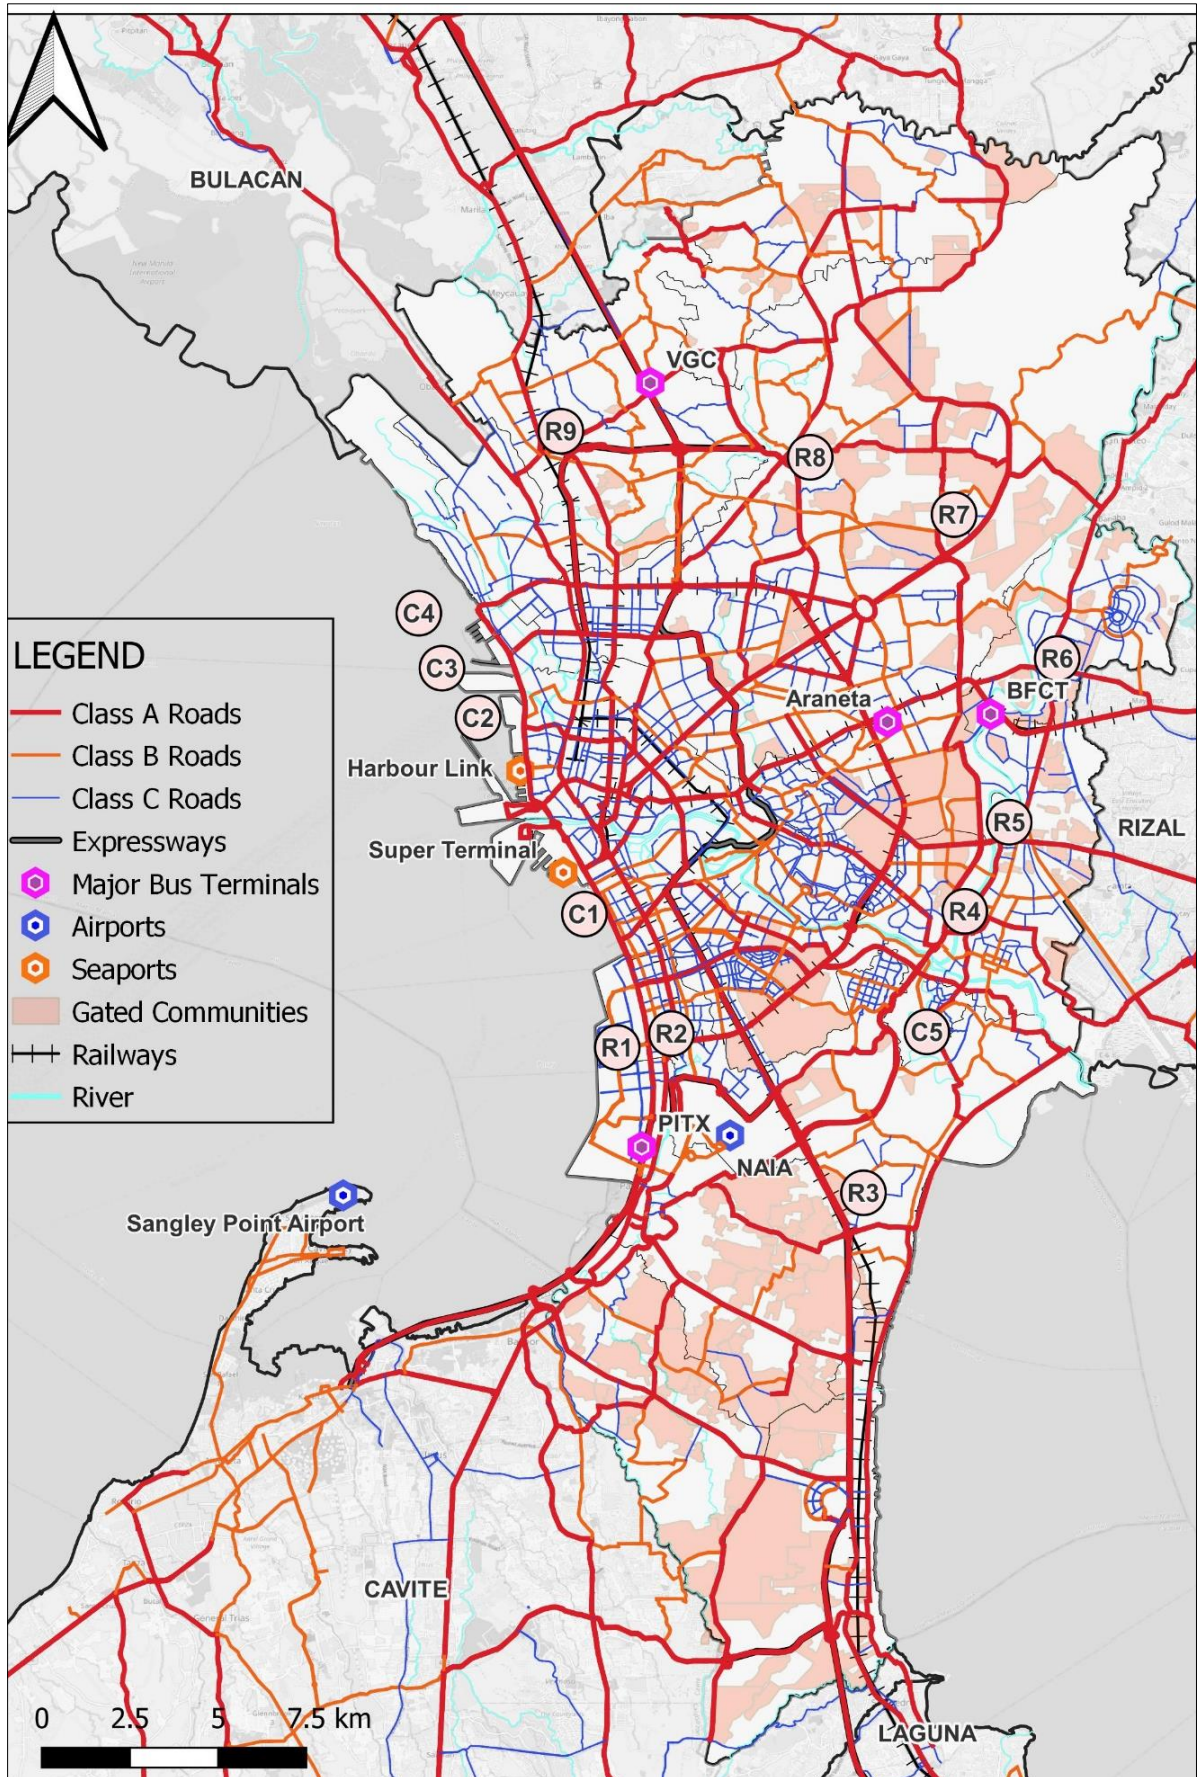 BULACAN
VGC
R9
R8
R7
C4
C3
C2
R6
BFCT
Araneta
Harbour Link
Super Terminal
R5
RIZAL
R4
C1
C5
R1
R2
PITX
NAIA
R3
Sangley Point Airport
CAVITE
LAGUNA
LEGEND
Class A Roads
Class B Roads
Class C Roads
Expressways
Major Bus Terminals
Airports
Seaports
Gated Communities
Railways
River
General Trias
0 2.5 5 7.5 km